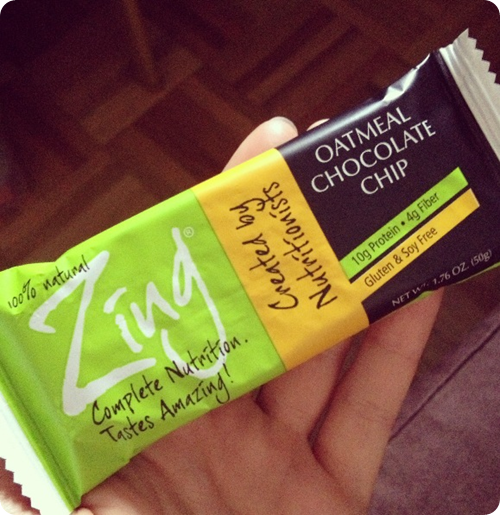 100% natural
Zing®
Complete Nutrition.
Tastes Amazing!
Created by
Nutritionists
OATMEAL
CHOCOLATE
CHIP
10g Protein • 4g Fiber
Gluten & Soy Free
NET WT. 1.76 OZ. (50g)